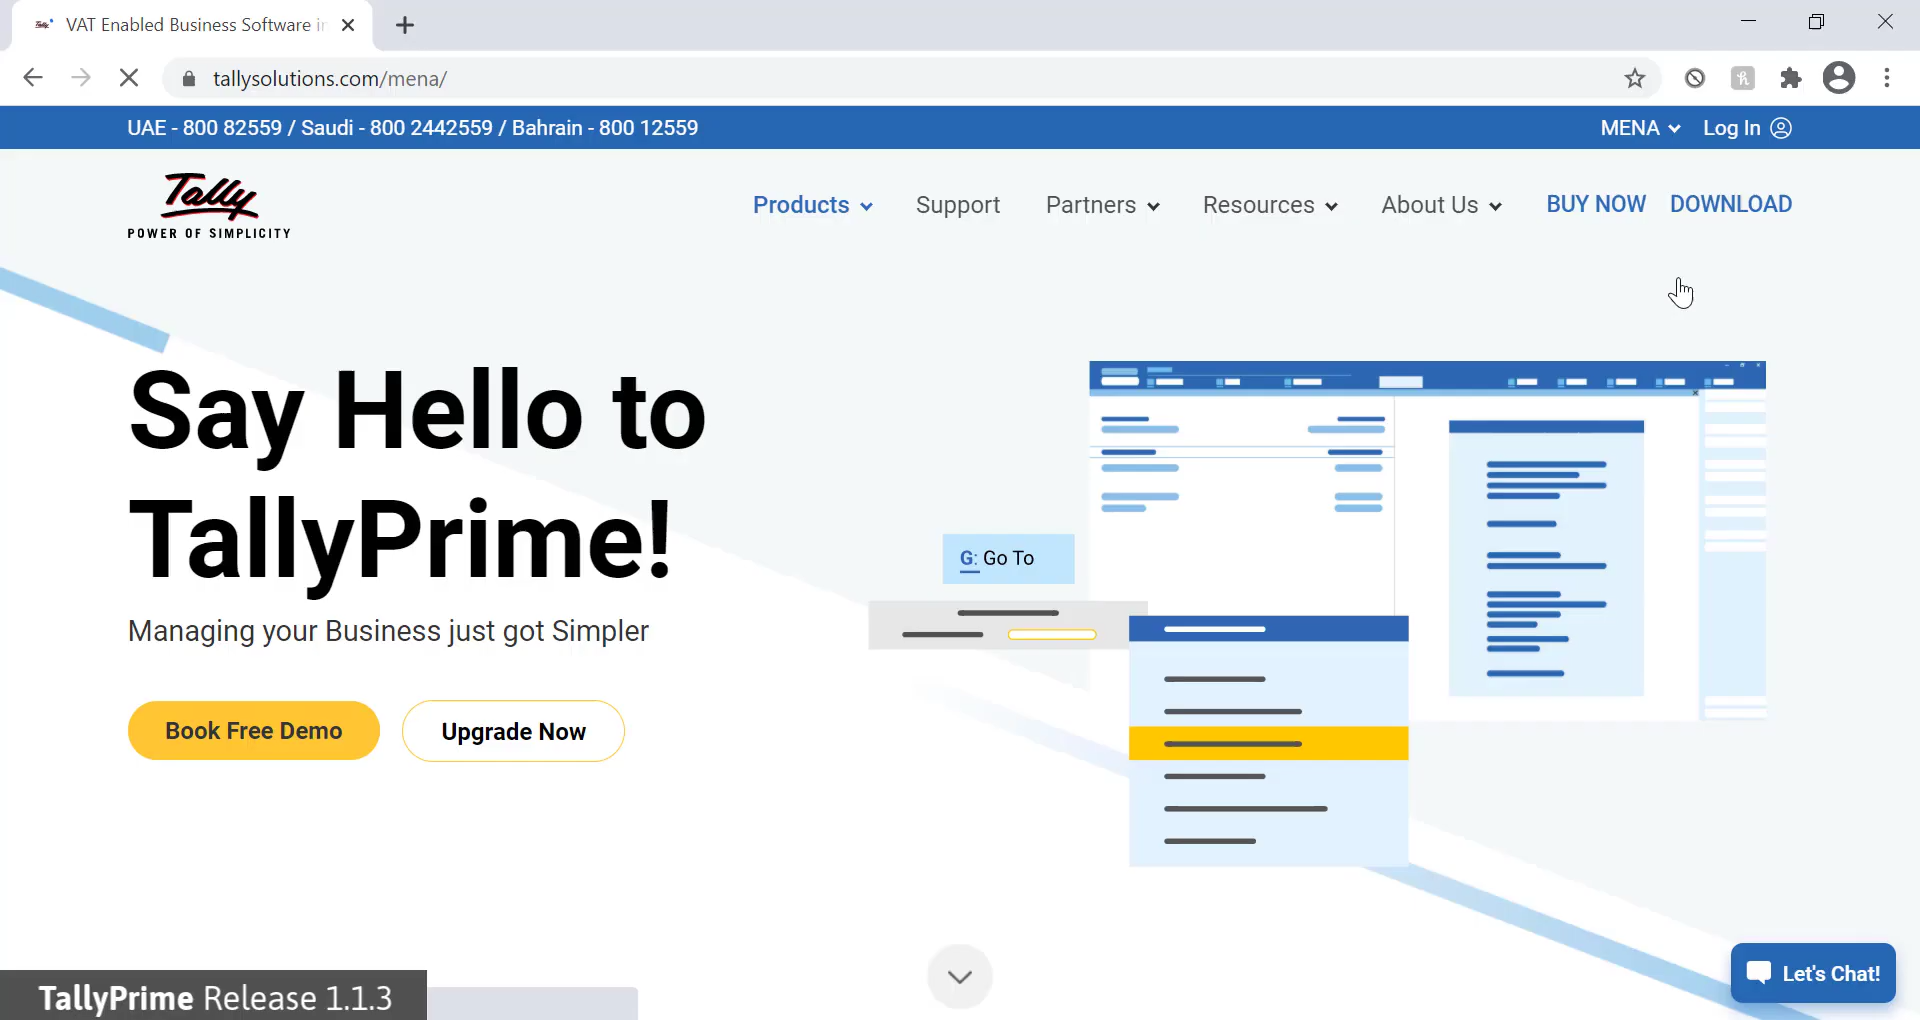 VAT Enabled Business Software in
tallysolutions.com/mena/
UAE - 800 82559 / Saudi - 800 2442559 / Bahrain - 800 12559
MENA
Log In
Tally
POWER OF SIMPLICITY
Products
Support
Partners
Resources
About Us
BUY NOW
DOWNLOAD
Say Hello to
TallyPrime!
Managing your Business just got Simpler
Book Free Demo
Upgrade Now
G: Go To
Let's Chat!
TallyPrime Release 1.1.3